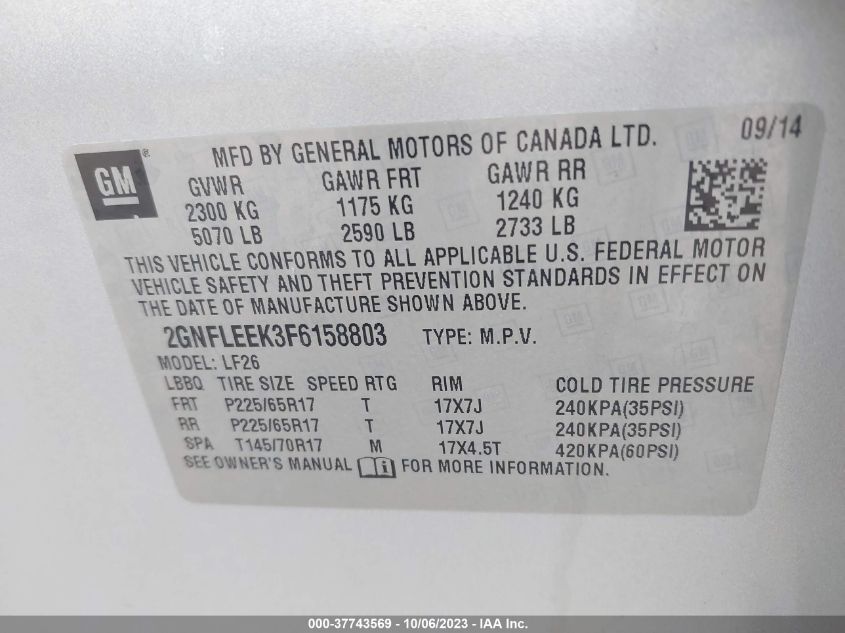 GM ®
MFD BY GENERAL MOTORS OF CANADA LTD. 09/14
GVWR GAWR FRT GAWR RR
2300 KG 1175 KG 1240 KG
5070 LB 2590 LB 2733 LB
THIS VEHICLE CONFORMS TO ALL APPLICABLE U.S. FEDERAL MOTOR
VEHICLE SAFETY AND THEFT PREVENTION STANDARDS IN EFFECT ON
THE DATE OF MANUFACTURE SHOWN ABOVE.
2GNFLEEK3F6158803 TYPE: M.P.V.
MODEL: LF26
LBBQ TIRE SIZE SPEED RTG RIM COLD TIRE PRESSURE
FRT P225/65R17 T 17X7J 240KPA(35PSI)
RR P225/65R17 T 17X7J 240KPA(35PSI)
SPA T145/70R17 M 17X4.5T 420KPA(60PSI)
SEE OWNER'S MANUAL FOR MORE INFORMATION.
000-37743569 - 10/06/2023 - IAA Inc.